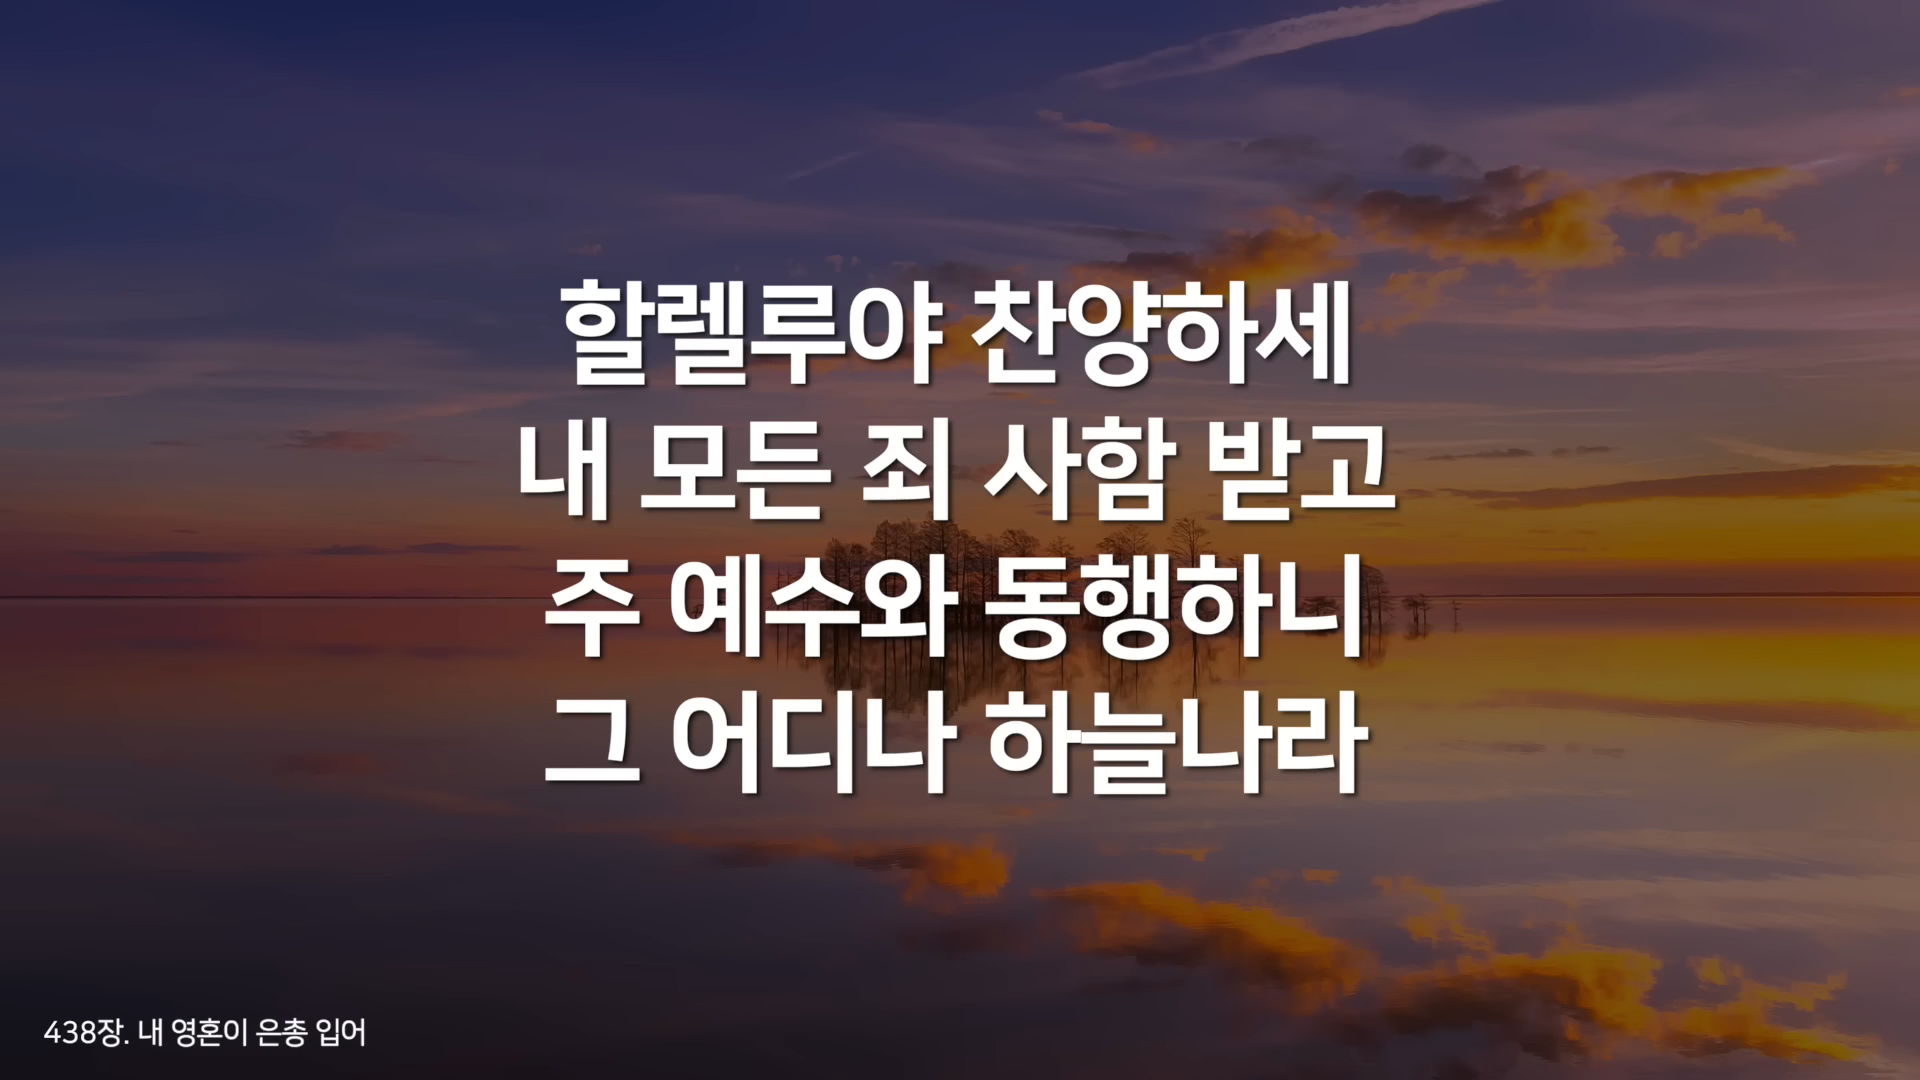 할렐루야 찬양하세
내 모든 죄 사함 받고
주 예수와 동행하니
그 어디나 하늘나라
438장. 내 영혼이 은총 입어